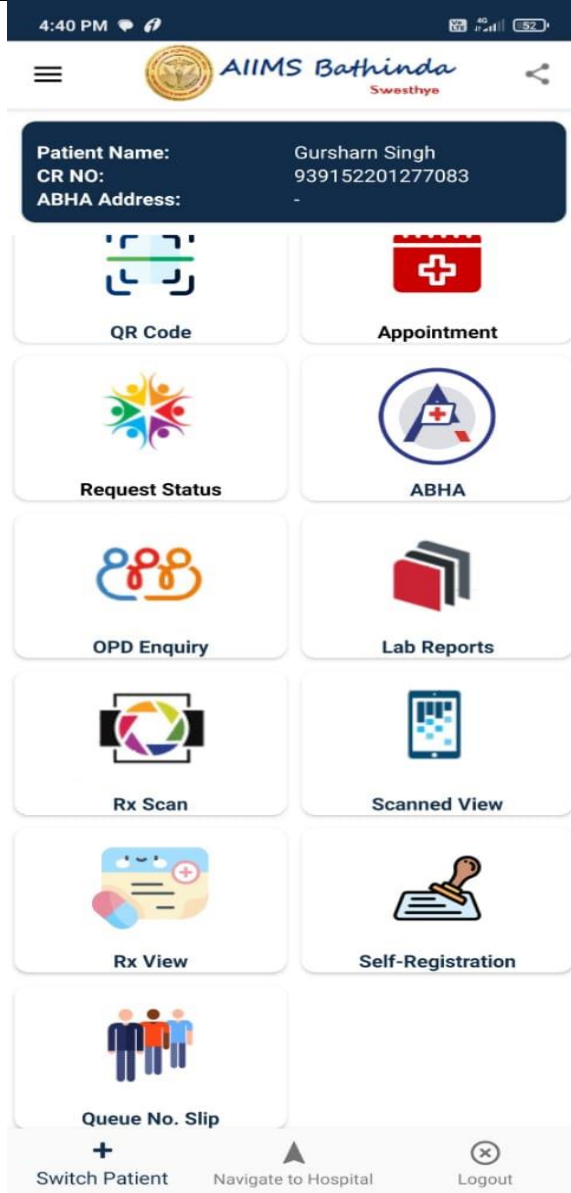 4:40 PM
4G
52
AIIMS Bathinda
Swesthye
Patient Name: Gursharn Singh
CR NO: 939152201277083
ABHA Address: -
QR Code Appointment
Request Status ABHA
OPD Enquiry Lab Reports
Rx Scan Scanned View
Rx View Self-Registration
Queue No. Slip
Switch Patient Navigate to Hospital Logout